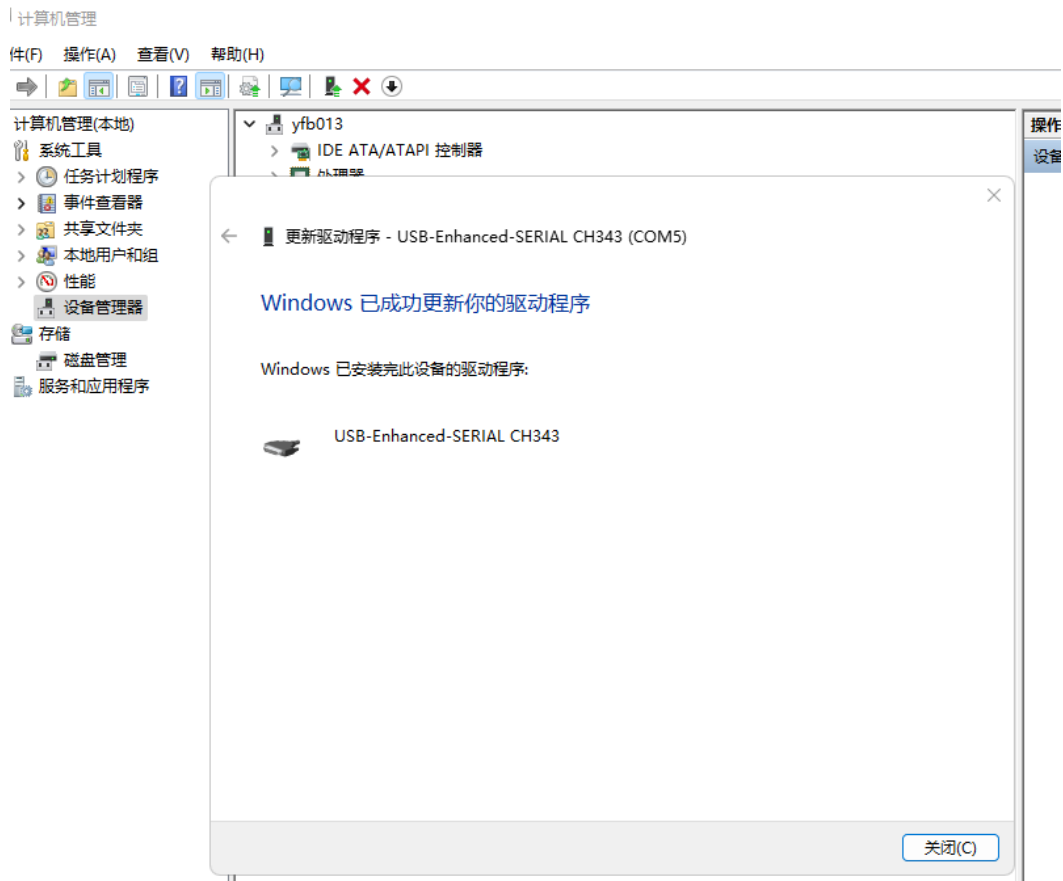 计算机管理
件(F) 操作(A) 查看(V) 帮助(H)
计算机管理(本地)
系统工具
任务计划程序
事件查看器
共享文件夹
本地用户和组
性能
设备管理器
存储
磁盘管理
服务和应用程序
yfb013
IDE ATA/ATAPI 控制器
处理器
操作
设备
更新驱动程序 - USB-Enhanced-SERIAL CH343 (COM5)
Windows 已成功更新你的驱动程序
Windows 已安装完此设备的驱动程序:
USB-Enhanced-SERIAL CH343
关闭(C)